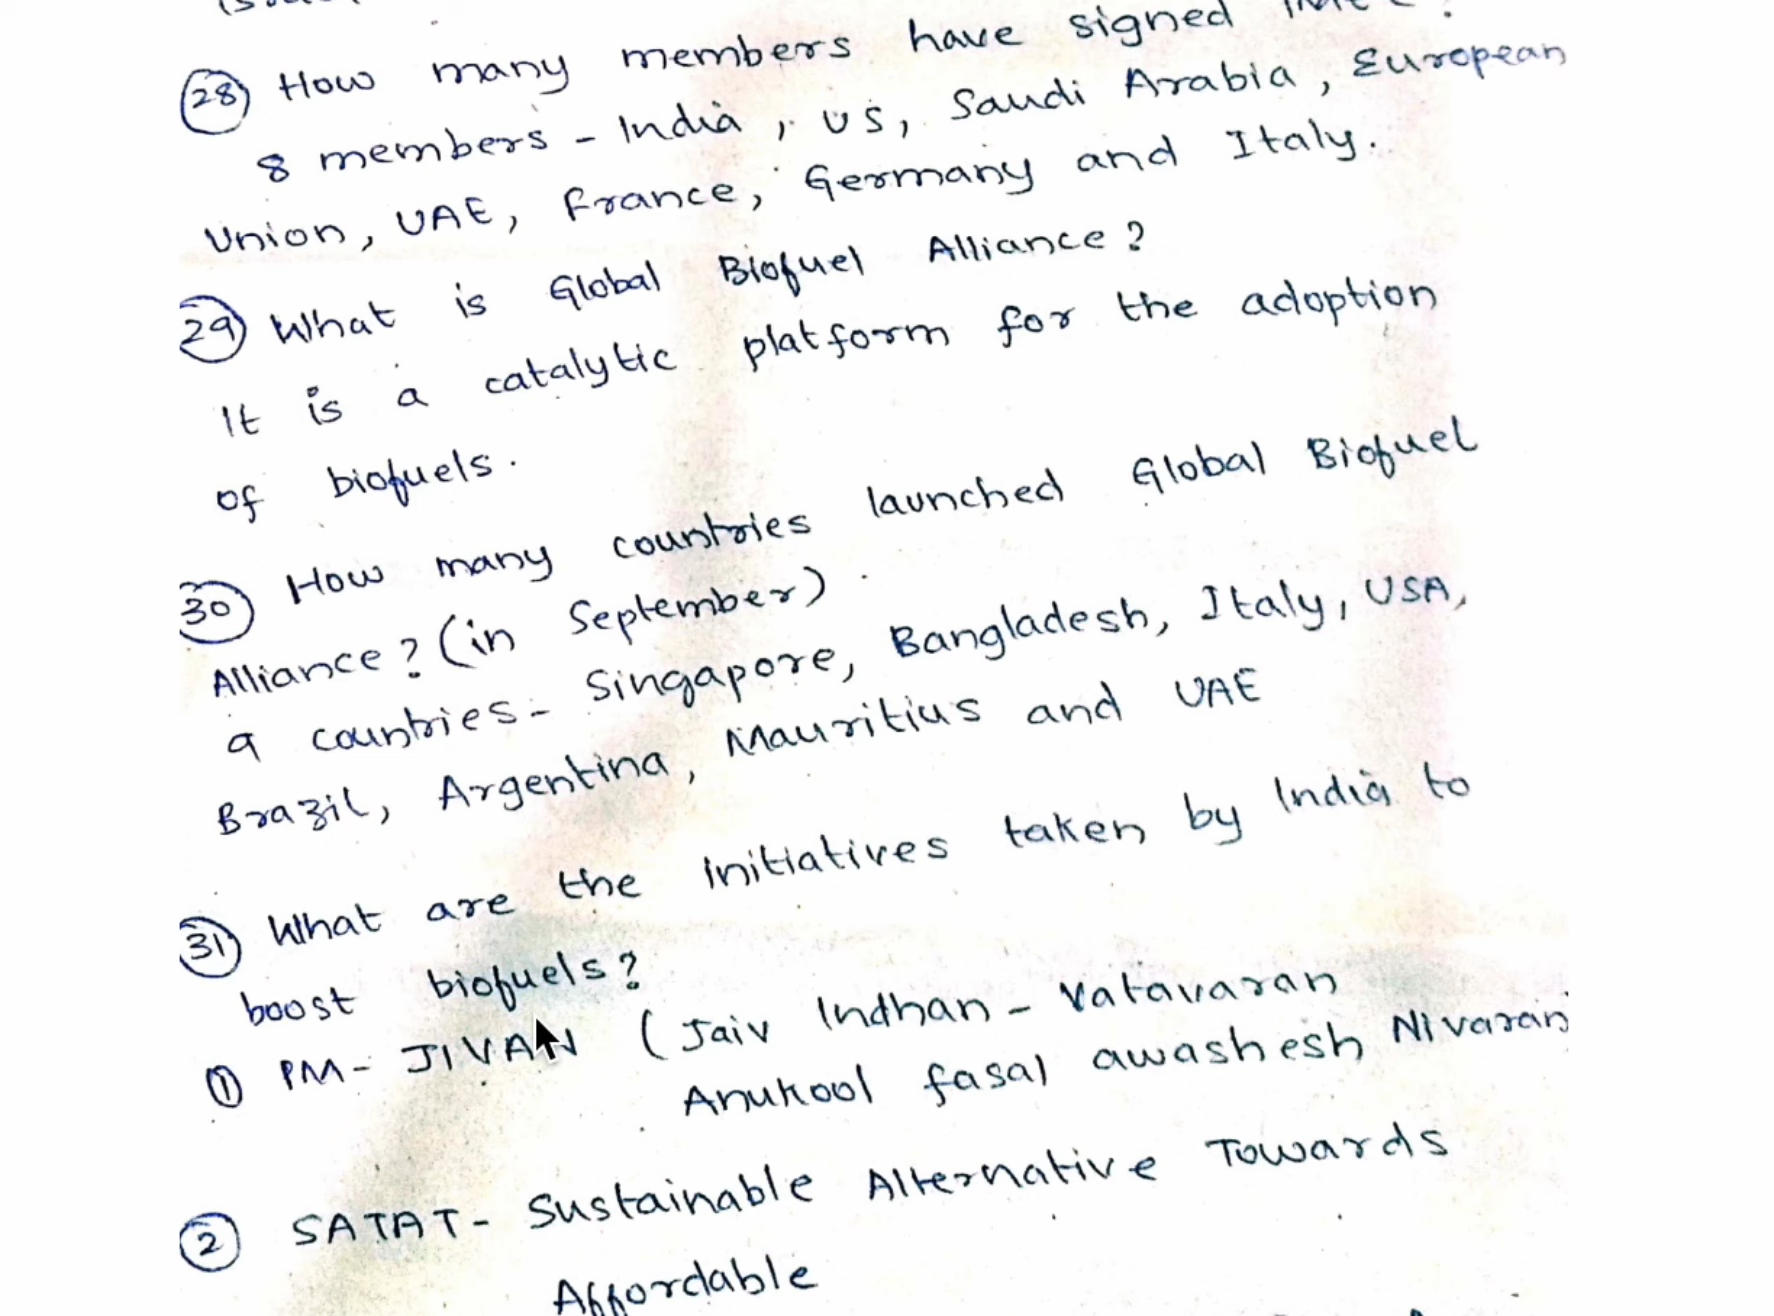 28 How many members have signed
8 members - India, US, Saudi Arabia, European
Union, UAE, France, Germany and Italy.
29 What is Global Biofuel Alliance?
It is a catalytic platform for the adoption
of biofuels.
30 How many countries launched Global Biofuel
Alliance? (in September)
9 countries - Singapore, Bangladesh, Italy, USA,
Brazil, Argentina, Mauritius and UAE
31 What are the initiatives taken by India to
boost biofuels?
1 PM - JIVAN (Jaiv Indhan - Vatavaran
Anukool fasal awashesh Nivaran
2 SATAT - Sustainable Alternative Towards
Affordable